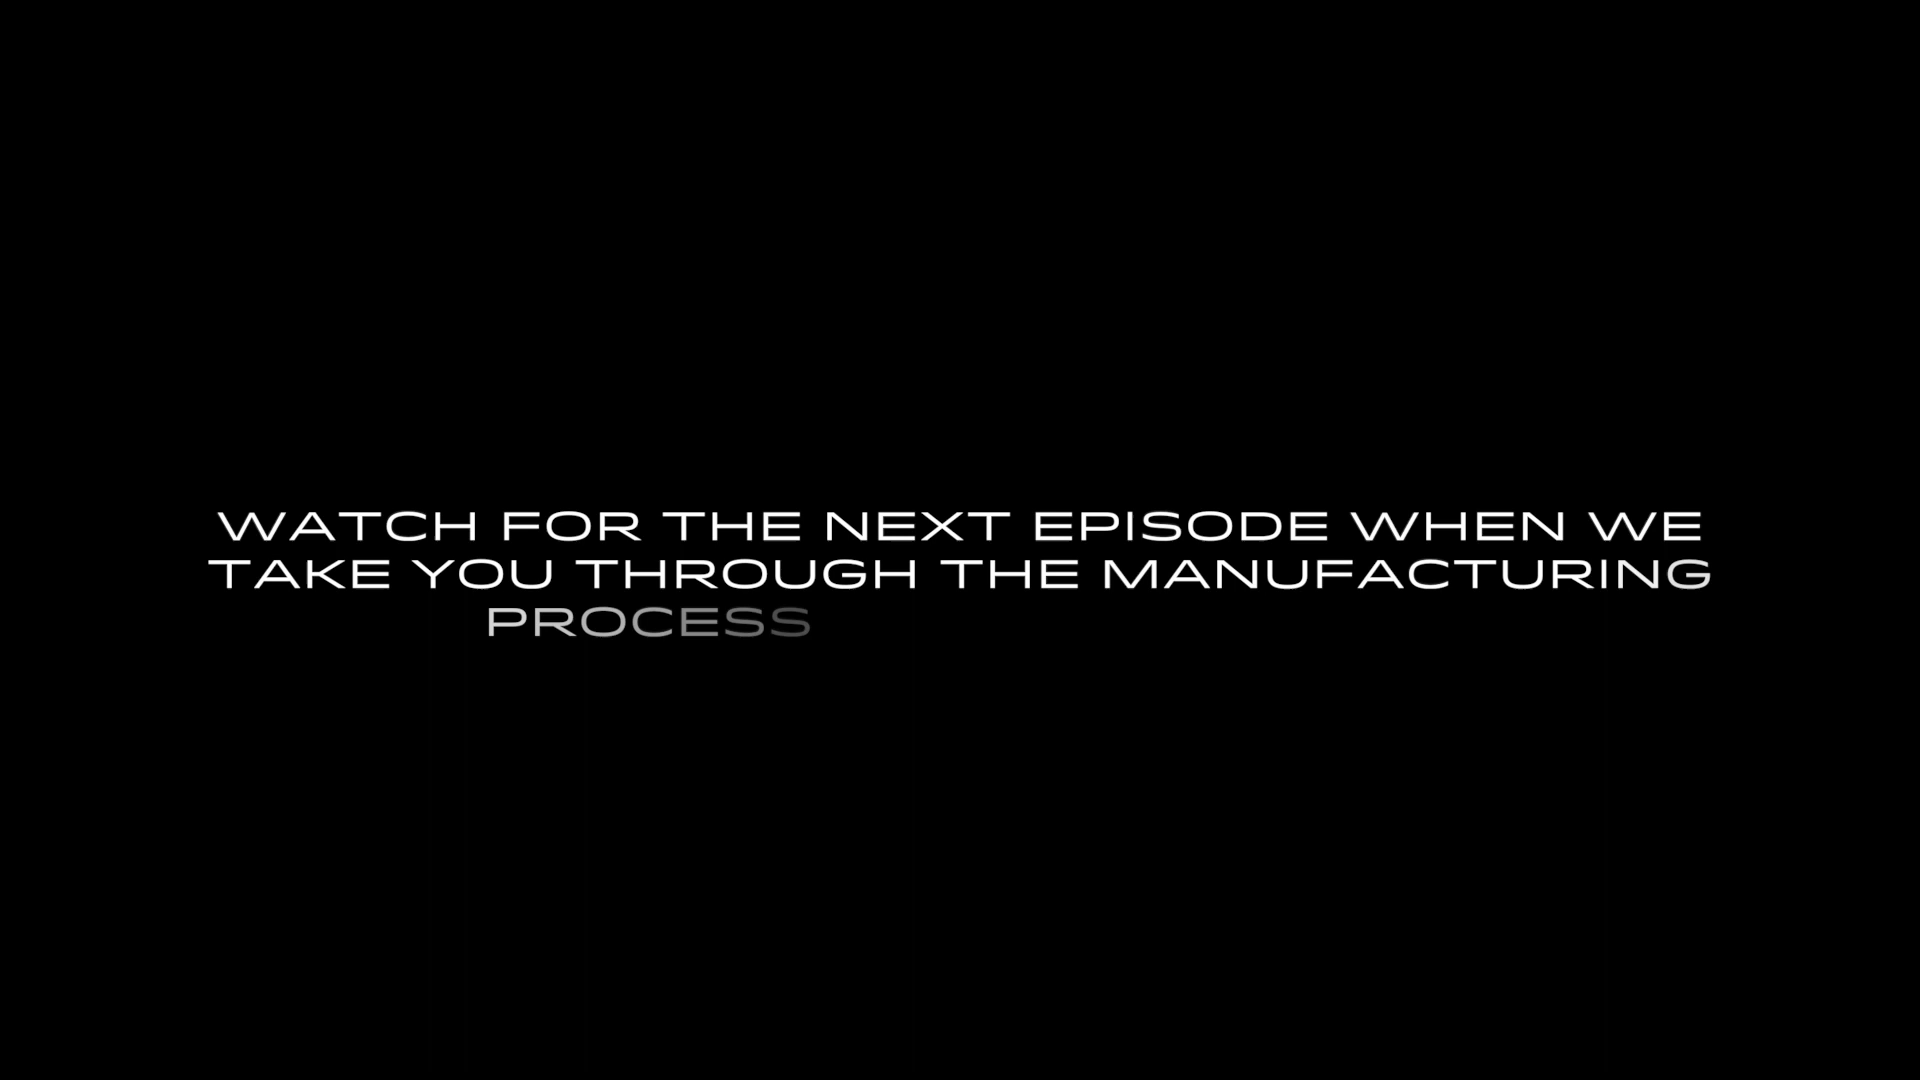 WATCH FOR THE NEXT EPISODE WHEN WE
TAKE YOU THROUGH THE MANUFACTURING
PROCESS